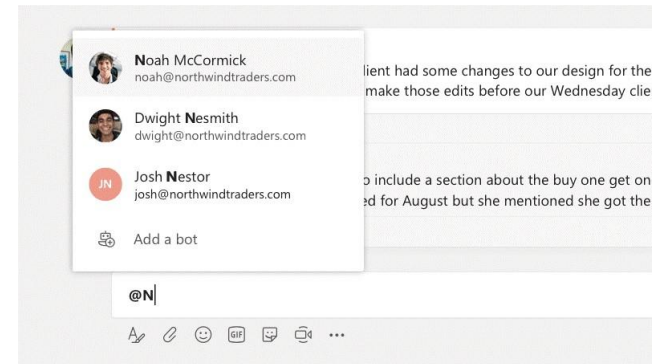 Noah McCormick
noah@northwindtraders.com
Dwight Nesmith
dwight@northwindtraders.com
JN
Josh Nestor
josh@northwindtraders.com
Add a bot
lient had some changes to our design for the
make those edits before our Wednesday clie
o include a section about the buy one get on
ed for August but she mentioned she got the
@N
GIF